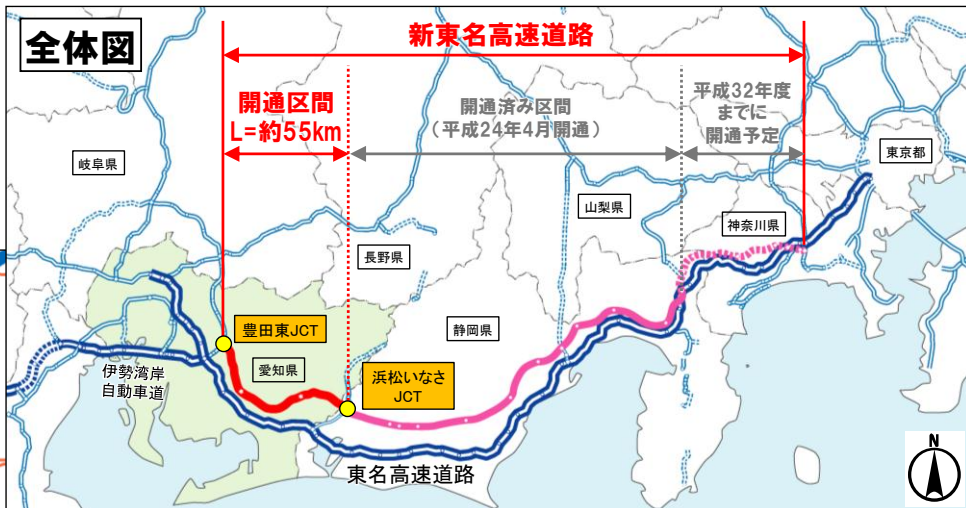 全体図
新東名高速道路
開通区間
L=約55km
開通済み区間
（平成24年4月開通）
平成32年度
までに
開通予定
東京都
岐阜県
山梨県
神奈川県
長野県
静岡県
豊田東JCT
愛知県
浜松いなさ
JCT
伊勢湾岸
自動車道
東名高速道路
N